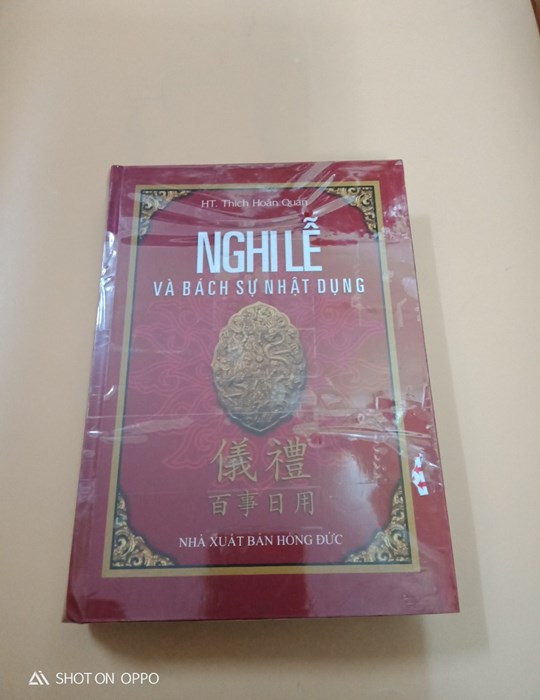 HT. Thích Hoàn Quan
NGHI LỄ
VÀ BÁCH SỰ NHẬT DỤNG
儀禮
百事日用
NHÀ XUẤT BẢN HỒNG ĐỨC
SHOT ON OPPO